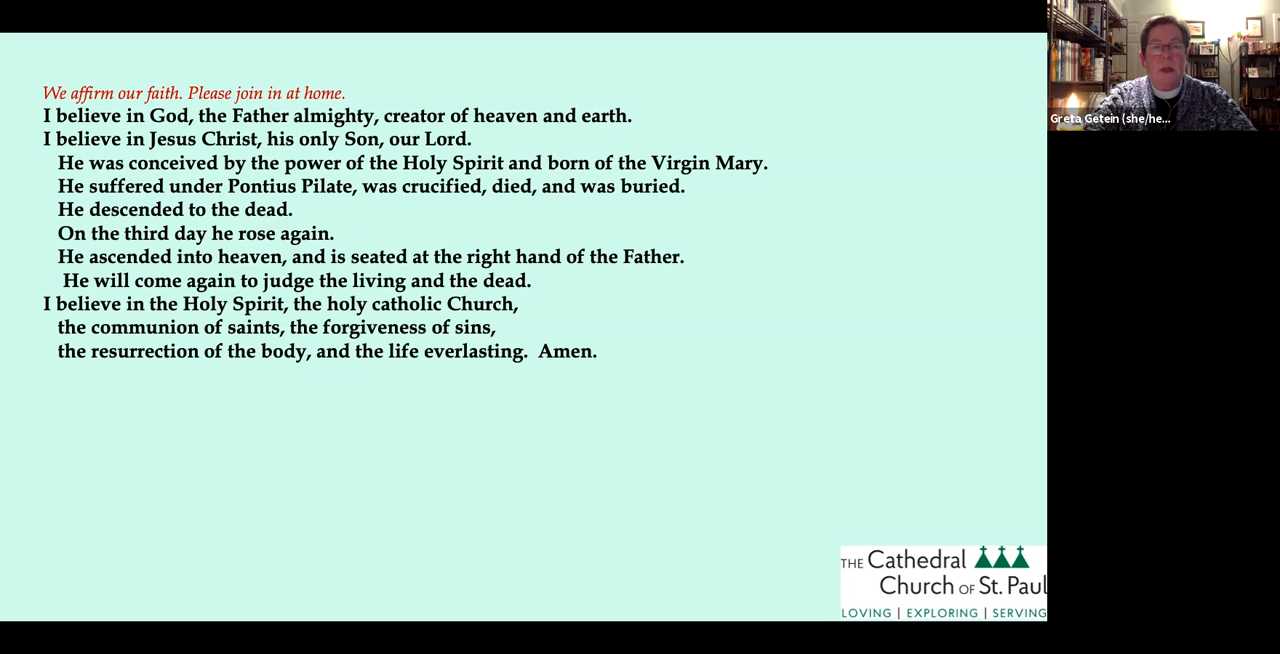 We affirm our faith. Please join in at home.
I believe in God, the Father almighty, creator of heaven and earth.
I believe in Jesus Christ, his only Son, our Lord.
He was conceived by the power of the Holy Spirit and born of the Virgin Mary.
He suffered under Pontius Pilate, was crucified, died, and was buried.
He descended to the dead.
On the third day he rose again.
He ascended into heaven, and is seated at the right hand of the Father.
He will come again to judge the living and the dead.
I believe in the Holy Spirit, the holy catholic Church,
the communion of saints, the forgiveness of sins,
the resurrection of the body, and the life everlasting.  Amen.
THE Cathedral
Church OF St. Paul
LOVING | EXPLORING | SERVING
Greta Getein (she/he...